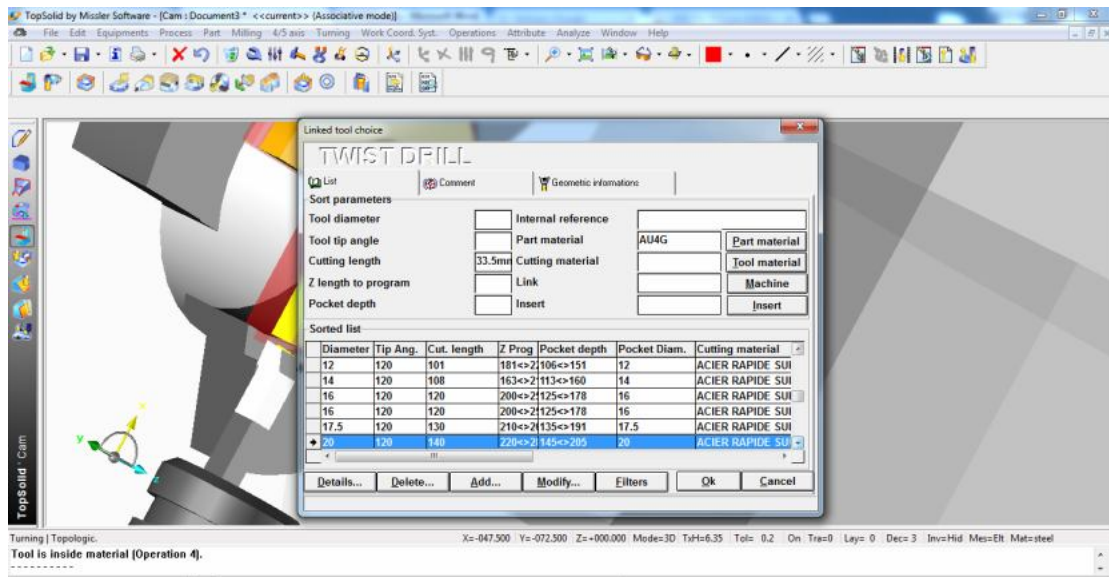 TopSolid by Missler Software - [Cam : Document3 * <<current>> (Associative mode)]
File Edit Equipments Process Part Milling 4/5 axis Turning Work Coord. Syst. Operations Attribute Analyze Window Help
Linked tool choice
TWIST DRILL
List Comment Geometic informations
Sort parameters
Tool diameter Internal reference
Tool tip angle Part material AU4G Part material
Cutting length 33.5mm Cutting material Tool material
Z length to program Link Machine
Pocket depth Insert Insert
Sorted list
Diameter Tip Ang. Cut. length Z Prog Pocket depth Pocket Diam. Cutting material
12 120 101 181<>2 106<>151 12 ACIER RAPIDE SUI
14 120 108 163<>2 113<>160 14 ACIER RAPIDE SUI
16 120 120 200<>2 125<>178 16 ACIER RAPIDE SUI
16 120 120 200<>2 125<>178 16 ACIER RAPIDE SUI
17.5 120 130 210<>2 135<>191 17.5 ACIER RAPIDE SUI
20 120 140 220<>2 145<>205 20 ACIER RAPIDE SUI
Details... Delete... Add... Modify... Filters Ok Cancel
y x z
TopSolid'Cam
Turning | Topologic. X=-047.500 Y=-072.500 Z=+000.000 Mode=3D TxH=6.35 Tol= 0.2 On Tra=0 Lay= 0 Dec= 3 Inv=Hid Mes=Elt Mat=steel
Tool is inside material (Operation 4).
----------